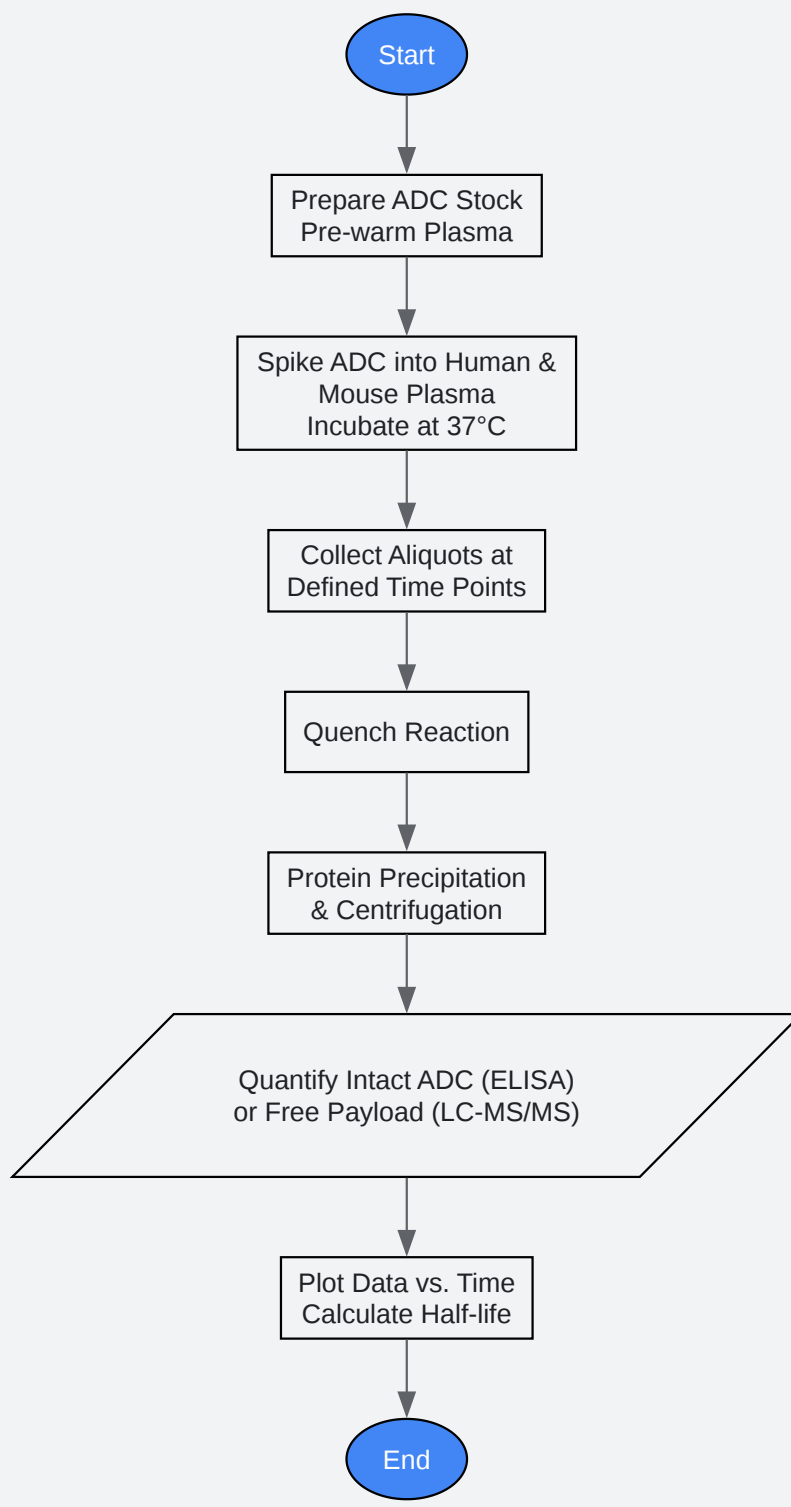 Start
Prepare ADC Stock
Pre-warm Plasma
Spike ADC into Human &
Mouse Plasma
Incubate at 37°C
Collect Aliquots at
Defined Time Points
Quench Reaction
Protein Precipitation
& Centrifugation
Quantify Intact ADC (ELISA)
or Free Payload (LC-MS/MS)
Plot Data vs. Time
Calculate Half-life
End